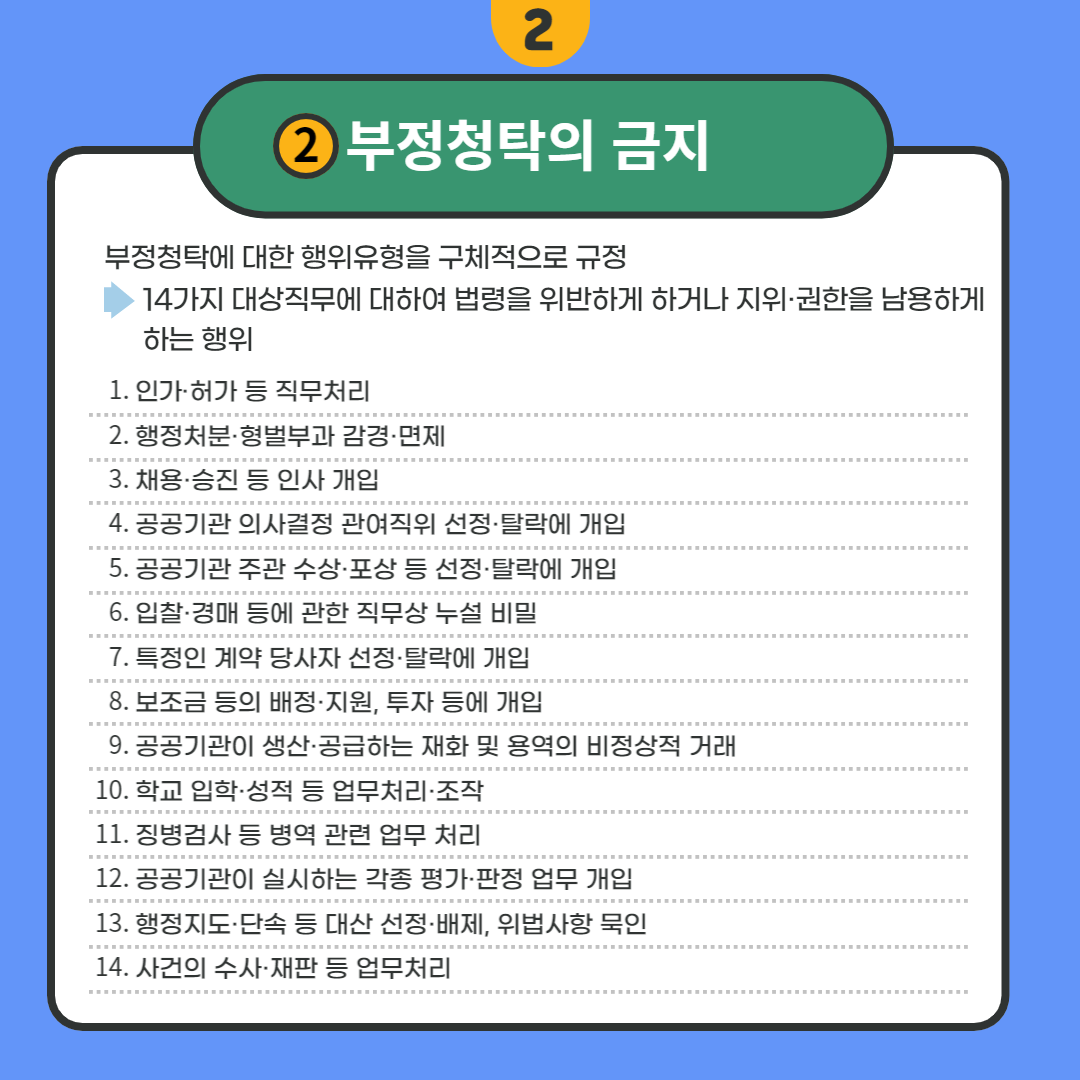 2
2 부정청탁의 금지
부정청탁에 대한 행위유형을 구체적으로 규정
14가지 대상직무에 대하여 법령을 위반하게 하거나 지위·권한을 남용하게
하는 행위
1. 인가·허가 등 직무처리
2. 행정처분·형벌부과 감경·면제
3. 채용·승진 등 인사 개입
4. 공공기관 의사결정 관여직위 선정·탈락에 개입
5. 공공기관 주관 수상·포상 등 선정·탈락에 개입
6. 입찰·경매 등에 관한 직무상 누설 비밀
7. 특정인 계약 당사자 선정·탈락에 개입
8. 보조금 등의 배정·지원, 투자 등에 개입
9. 공공기관이 생산·공급하는 재화 및 용역의 비정상적 거래
10. 학교 입학·성적 등 업무처리·조작
11. 징병검사 등 병역 관련 업무 처리
12. 공공기관이 실시하는 각종 평가·판정 업무 개입
13. 행정지도·단속 등 대산 선정·배제, 위법사항 묵인
14. 사건의 수사·재판 등 업무처리